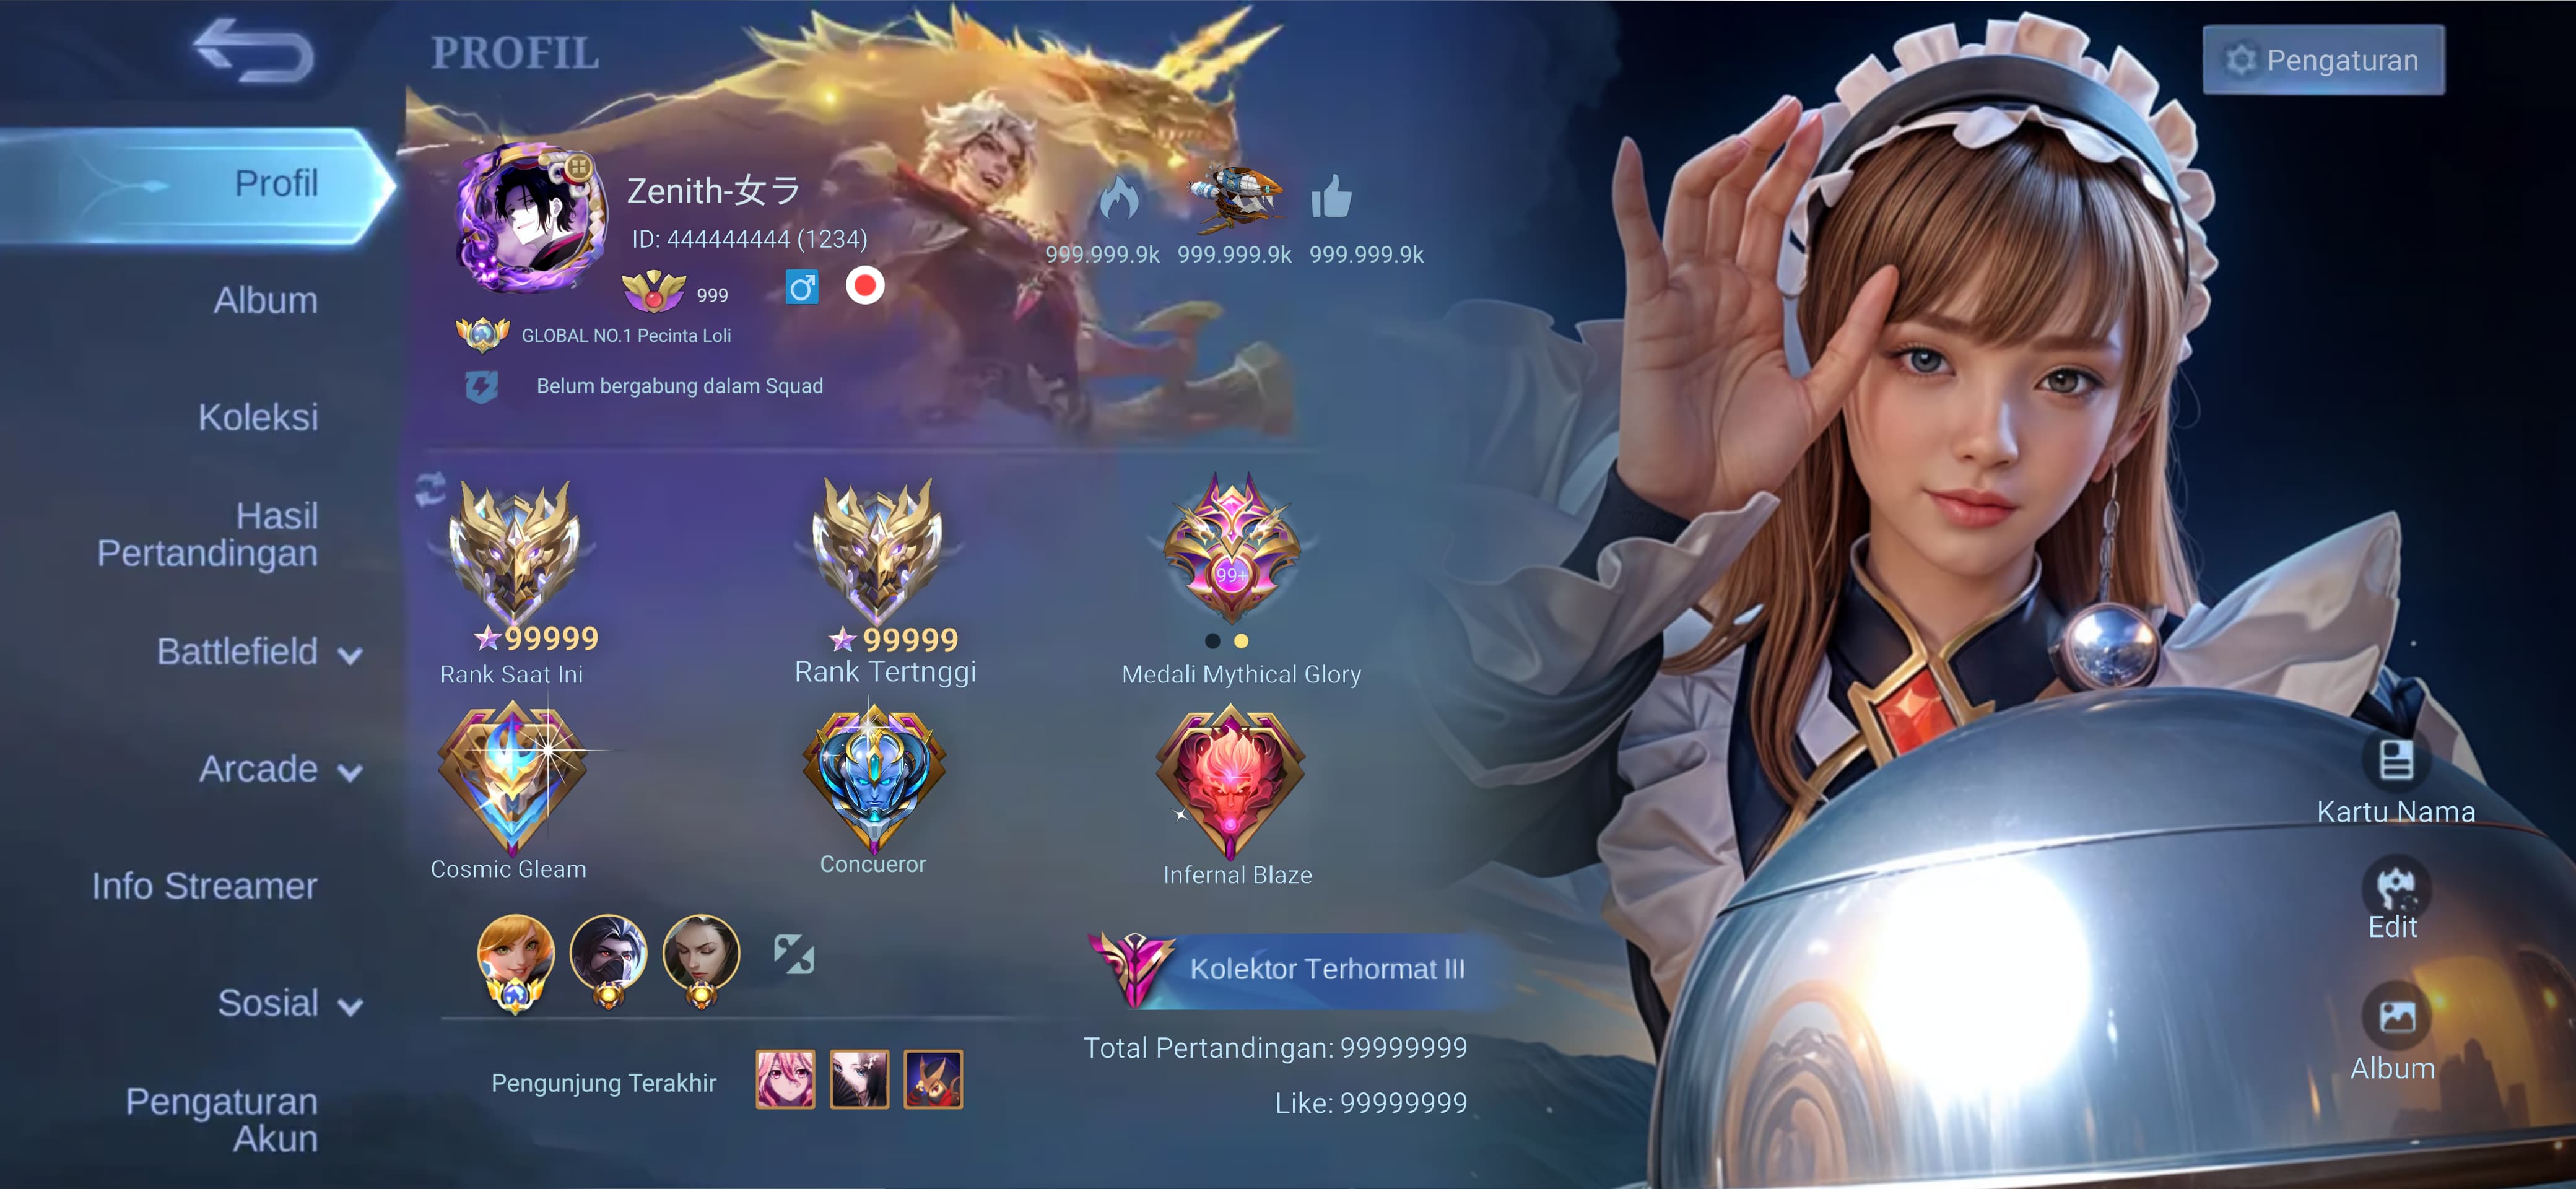 PROFIL
Pengaturan
Profil
Album
Koleksi
Hasil
Pertandingan
Battlefield
Arcade
Info Streamer
Sosial
Pengaturan
Akun
Zenith-女ラ
ID: 444444444 (1234)
999
GLOBAL NO.1 Pecinta Loli
Belum bergabung dalam Squad
999.999.9k 999.999.9k 999.999.9k
99+
99999 99999
Rank Saat Ini Rank Tertnggi Medali Mythical Glory
Cosmic Gleam Concueror Infernal Blaze
Kolektor Terhormat III
Total Pertandingan: 99999999
Like: 99999999
Pengunjung Terakhir
Kartu Nama
Edit
Album